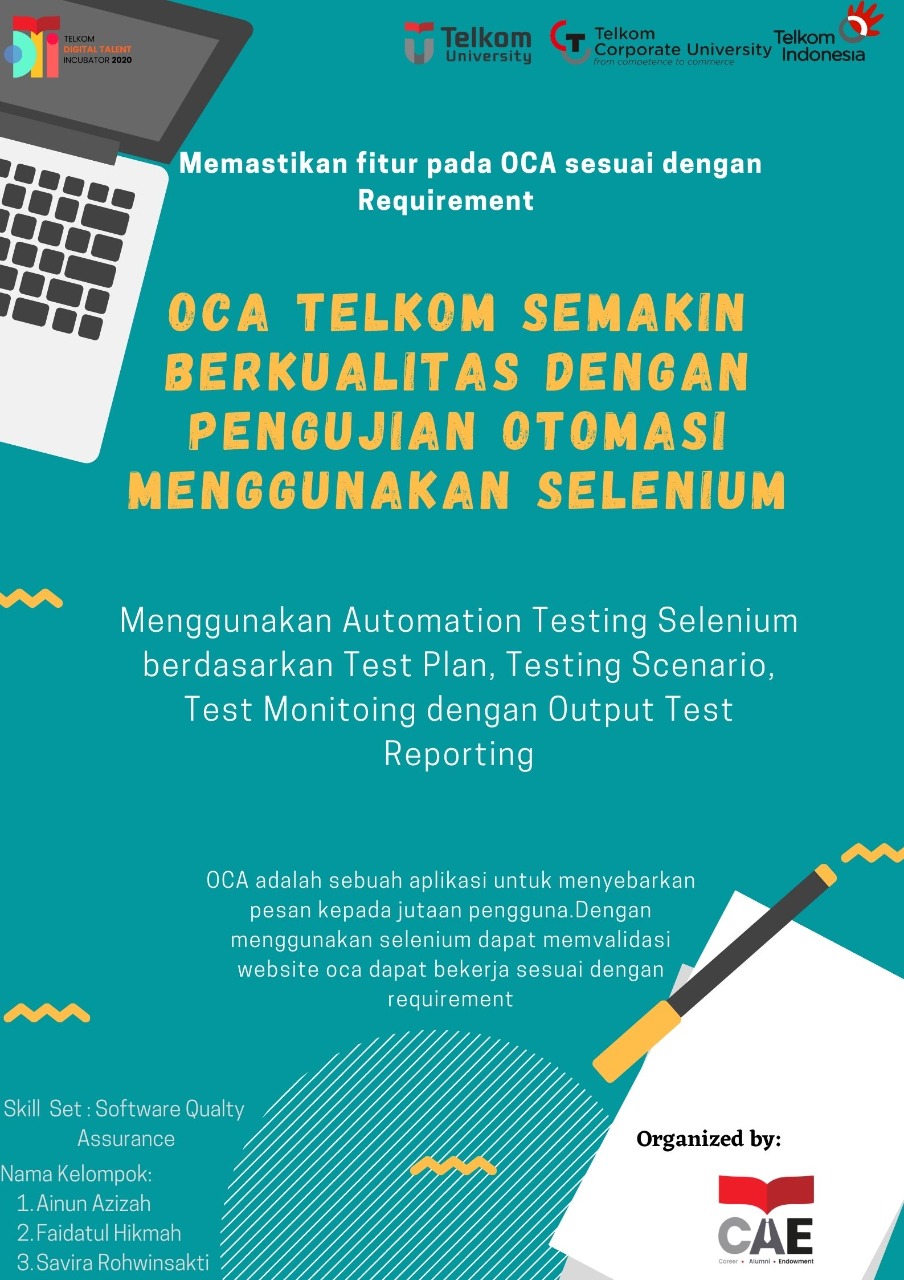 TELKOM
DIGITAL TALENT
INCUBATOR 2020
Telkom
University
Telkom
Corporate University
from competence to commerce
Telkom
Indonesia
Memastikan fitur pada OCA sesuai dengan
Requirement
OCA TELKOM SEMAKIN
BERKUALITAS DENGAN
PENGUJIAN OTOMASI
MENGGUNAKAN SELENIUM
Menggunakan Automation Testing Selenium
berdasarkan Test Plan, Testing Scenario,
Test Monitoing dengan Output Test
Reporting
OCA adalah sebuah aplikasi untuk menyebarkan
pesan kepada jutaan pengguna.Dengan
menggunakan selenium dapat memvalidasi
website oca dapat bekerja sesuai dengan
requirement
Skill Set : Software Qualty
Assurance
Nama Kelompok:
1. Ainun Azizah
2. Faidatul Hikmah
3. Savira Rohwinsakti
Organized by:
CAE
Career • Alumni • Endowment